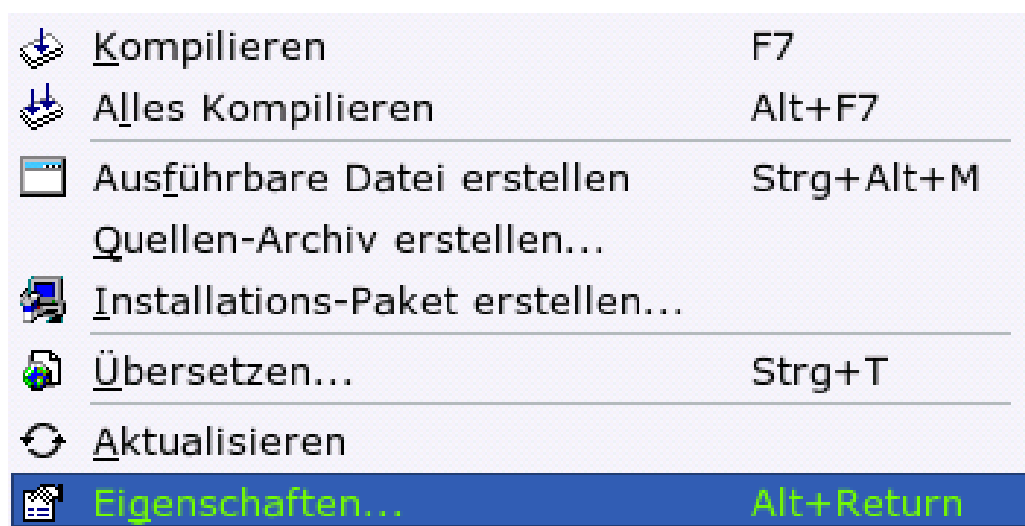 Kompilieren F7
Alles Kompilieren Alt+F7
Ausführbare Datei erstellen Strg+Alt+M
Quellen-Archiv erstellen...
Installations-Paket erstellen...
Übersetzen... Strg+T
Aktualisieren
Eigenschaften... Alt+Return